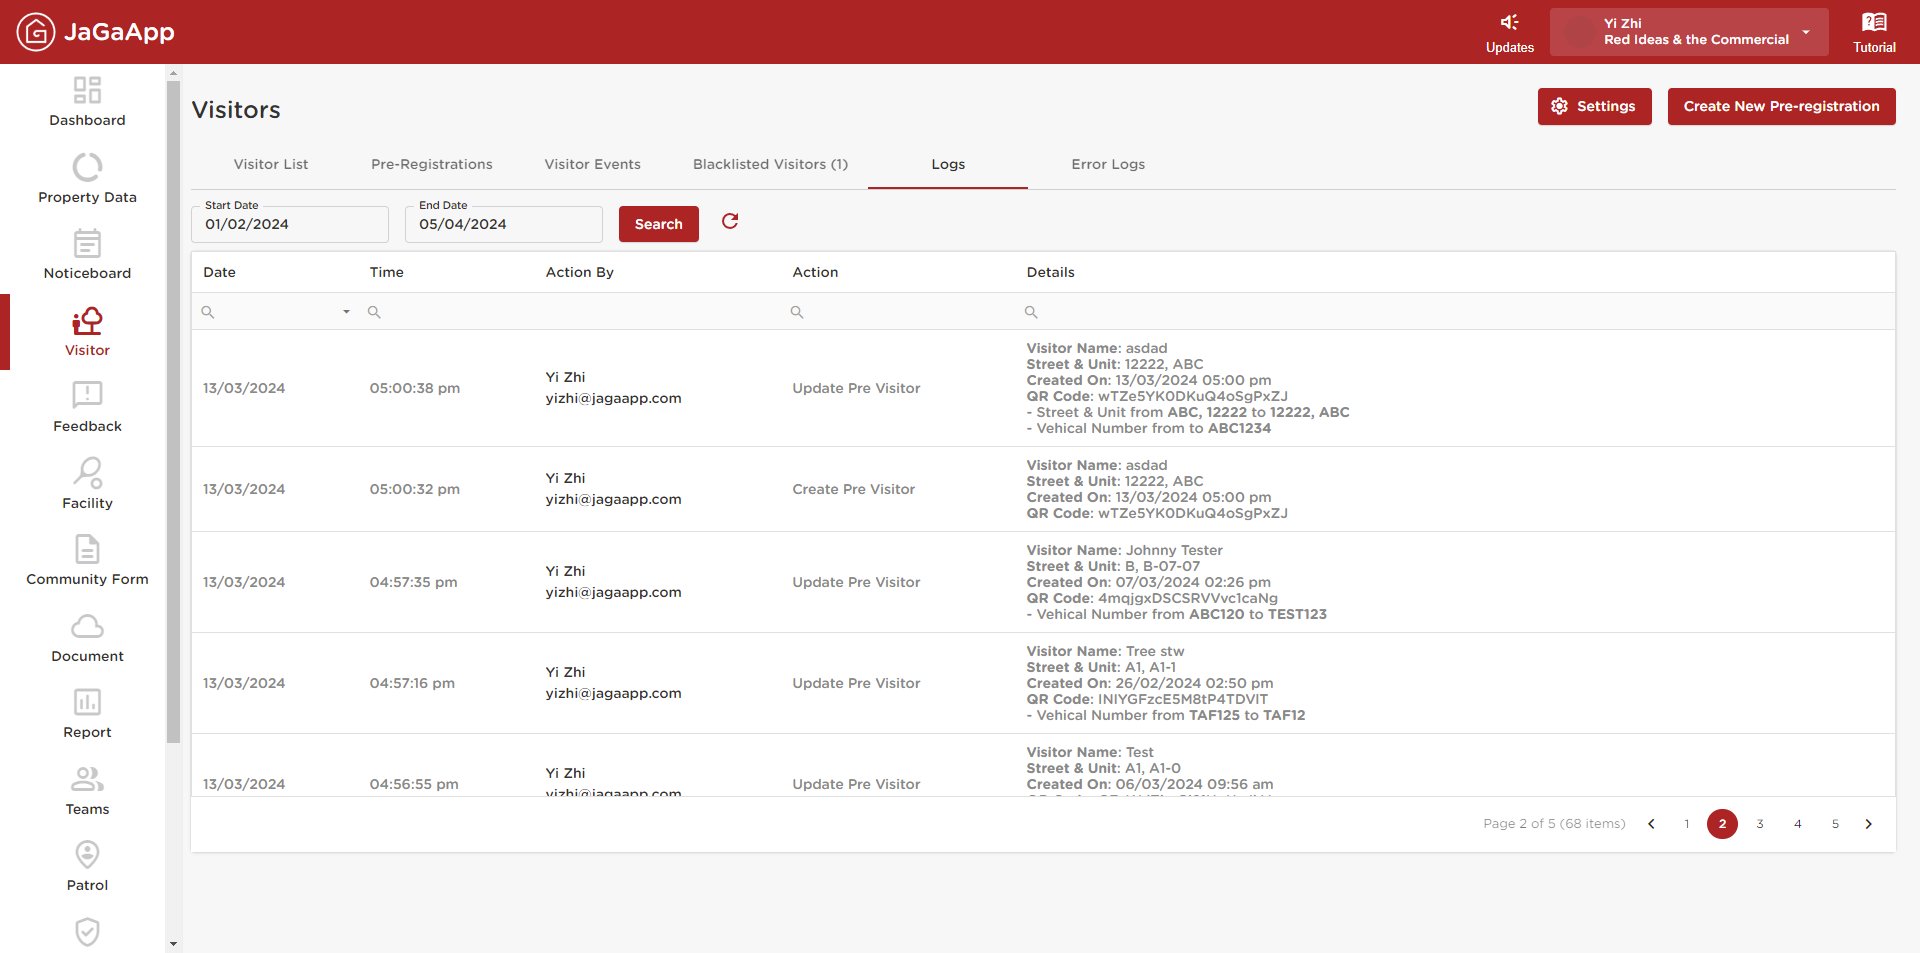 JaGaApp
Updates
Yi Zhi
Red Ideas & the Commercial
Tutorial
Dashboard
Property Data
Noticeboard
Visitor
Feedback
Facility
Community Form
Document
Report
Teams
Patrol
Visitors
Settings
Create New Pre-registration
Visitor List
Pre-Registrations
Visitor Events
Blacklisted Visitors (1)
Logs
Error Logs
Start Date
01/02/2024
End Date
05/04/2024
Search
Date Time Action By Action Details
13/03/2024
05:00:38 pm
Yi Zhi
yizhi@jagaapp.com
Update Pre Visitor
Visitor Name: asdad
Street & Unit: 12222, ABC
Created On: 13/03/2024 05:00 pm
QR Code: wTZe5YK0DKuQ4oSgPxZJ
- Street & Unit from ABC, 12222 to 12222, ABC
- Vehical Number from to ABC1234
13/03/2024
05:00:32 pm
Yi Zhi
yizhi@jagaapp.com
Create Pre Visitor
Visitor Name: asdad
Street & Unit: 12222, ABC
Created On: 13/03/2024 05:00 pm
QR Code: wTZe5YK0DKuQ4oSgPxZJ
13/03/2024
04:57:35 pm
Yi Zhi
yizhi@jagaapp.com
Update Pre Visitor
Visitor Name: Johnny Tester
Street & Unit: B, B-07-07
Created On: 07/03/2024 02:26 pm
QR Code: 4mqjgxDSCSRVVvc1caNg
- Vehical Number from ABC120 to TEST123
13/03/2024
04:57:16 pm
Yi Zhi
yizhi@jagaapp.com
Update Pre Visitor
Visitor Name: Tree stw
Street & Unit: A1, A1-1
Created On: 26/02/2024 02:50 pm
QR Code: INIYGFzcE5M8tP4TDVIT
- Vehical Number from TAF125 to TAF12
13/03/2024
04:56:55 pm
Yi Zhi
yizhi@jagaapp.com
Update Pre Visitor
Visitor Name: Test
Street & Unit: A1, A1-0
Created On: 06/03/2024 09:56 am
Page 2 of 5 (68 items)
1 2 3 4 5